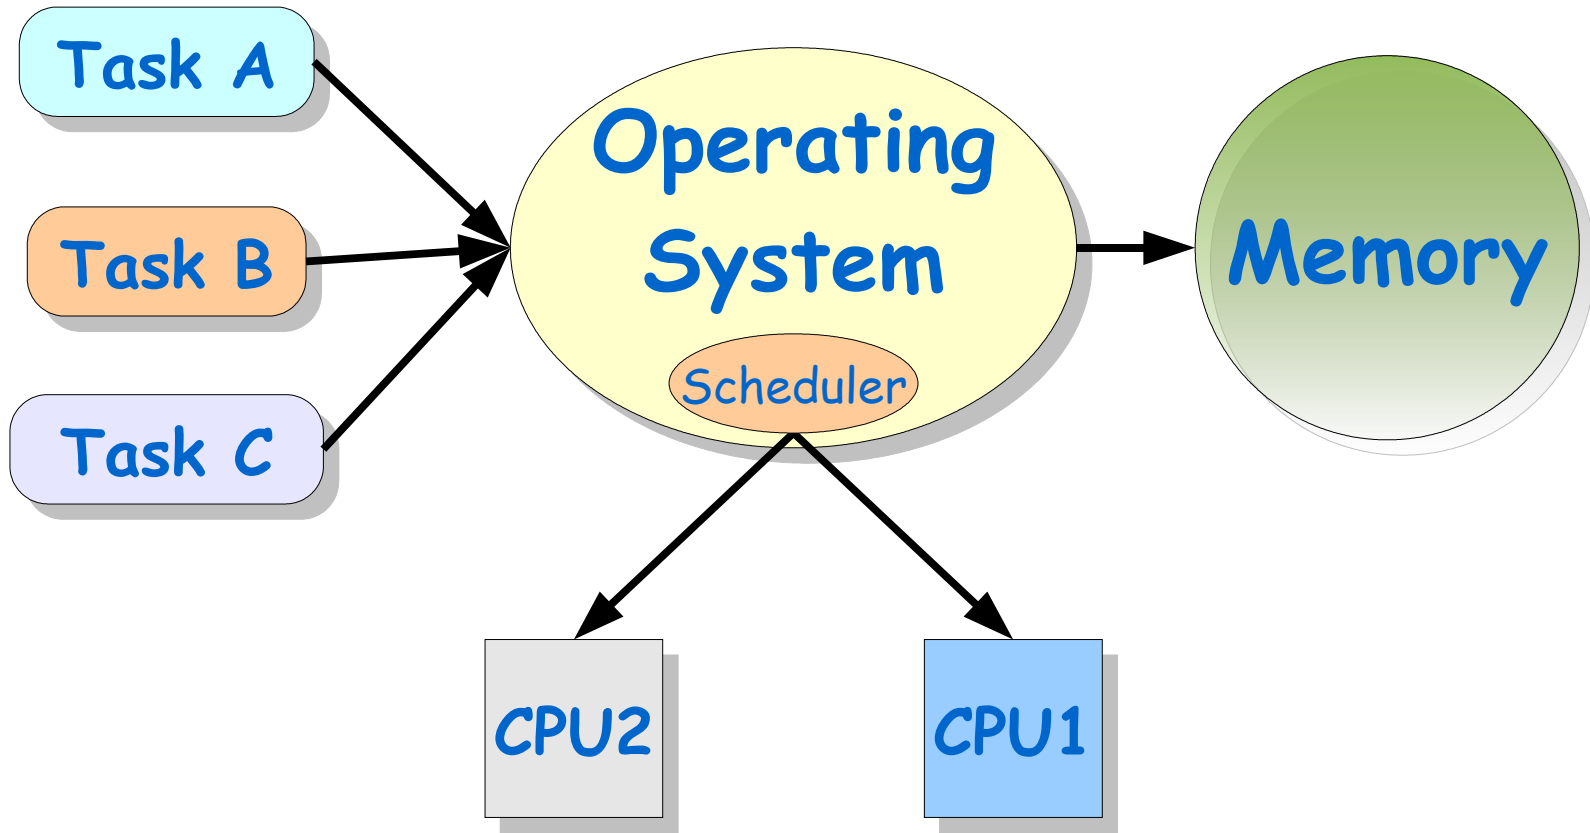 Task A
Task B
Task C
Operating
System
Scheduler
Memory
CPU2
CPU1